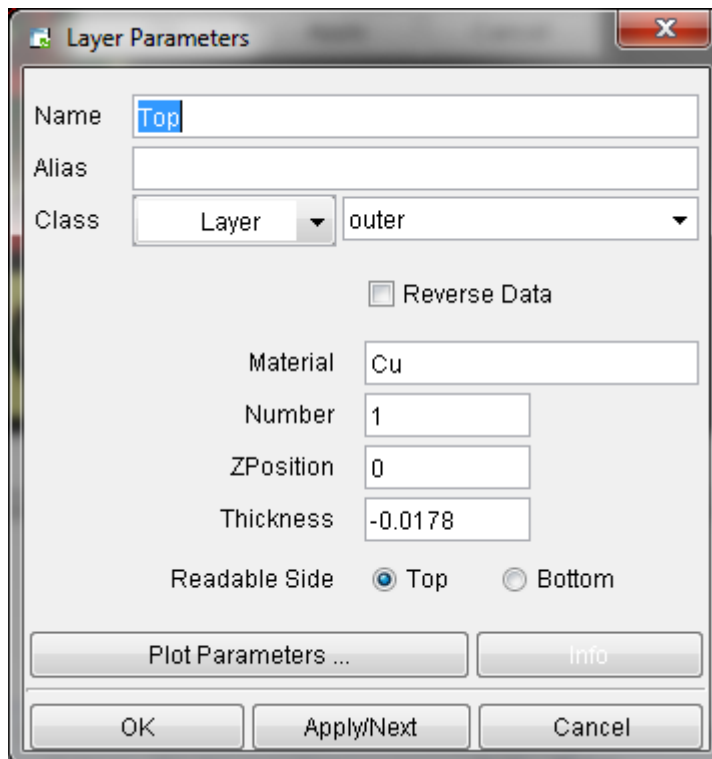 Layer Parameters
Name Top
Alias
Class Layer outer
Reverse Data
Material Cu
Number 1
ZPosition 0
Thickness -0.0178
Readable Side Top Bottom
Plot Parameters ... Info
OK Apply/Next Cancel